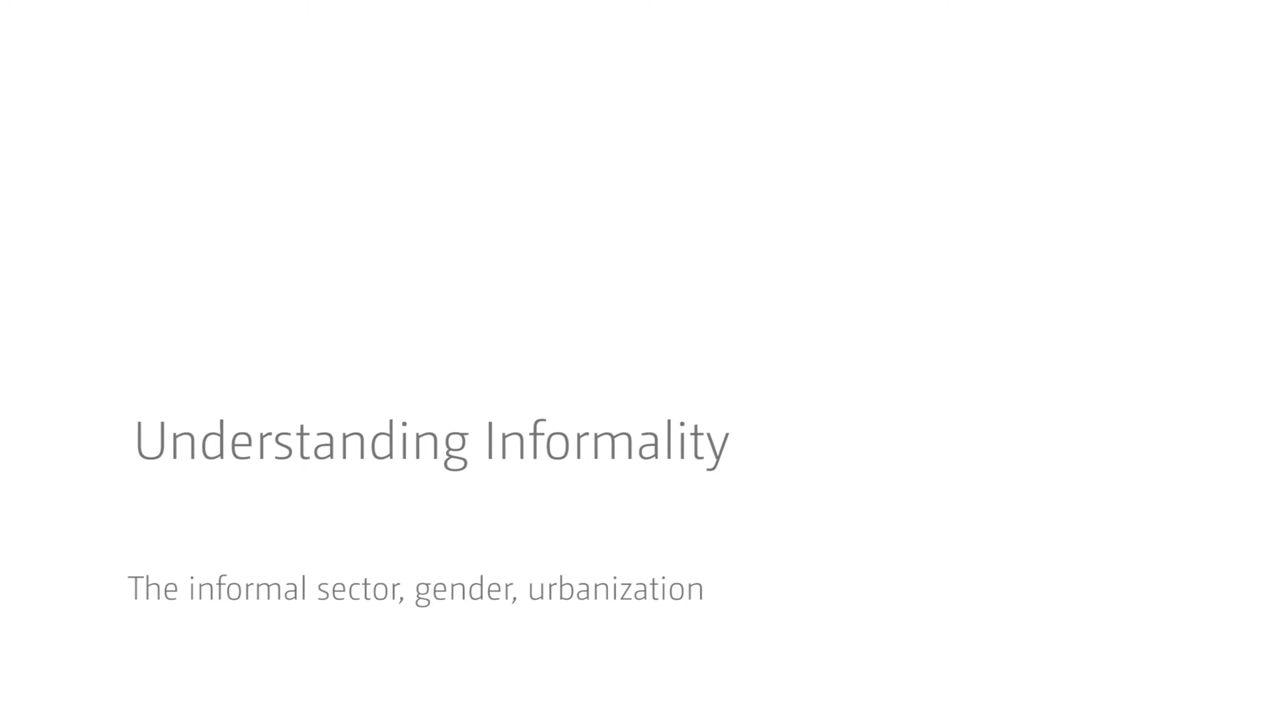 Understanding Informality
The informal sector, gender, urbanization